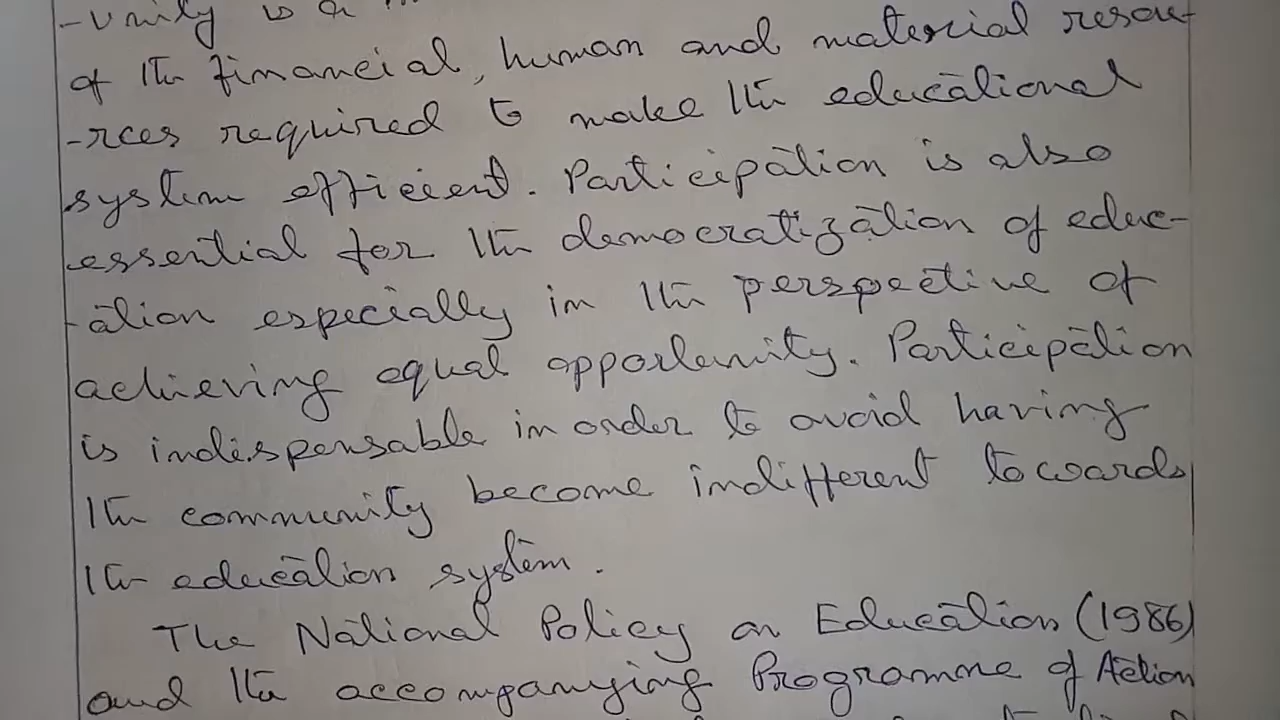 -unity is a
of the financial, human and material resou-
-rces required to make the educational
system efficient. Participation is also
essential for the democratization of educ-
-ation especially in the perspective of
achieving equal opportunity. Participation
is indispensable in order to avoid having
the community become indifferent towards
the education system.
The National Policy on Education (1986)
and the accompanying Programme of Action